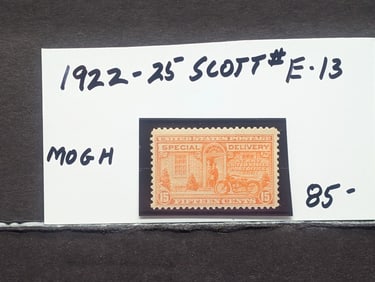 1922-25 SCOTT# E-13
UNITED STATES POSTAGE
SPECIAL DELIVERY
MOGH
15 15
FIFTEEN CENTS
85-